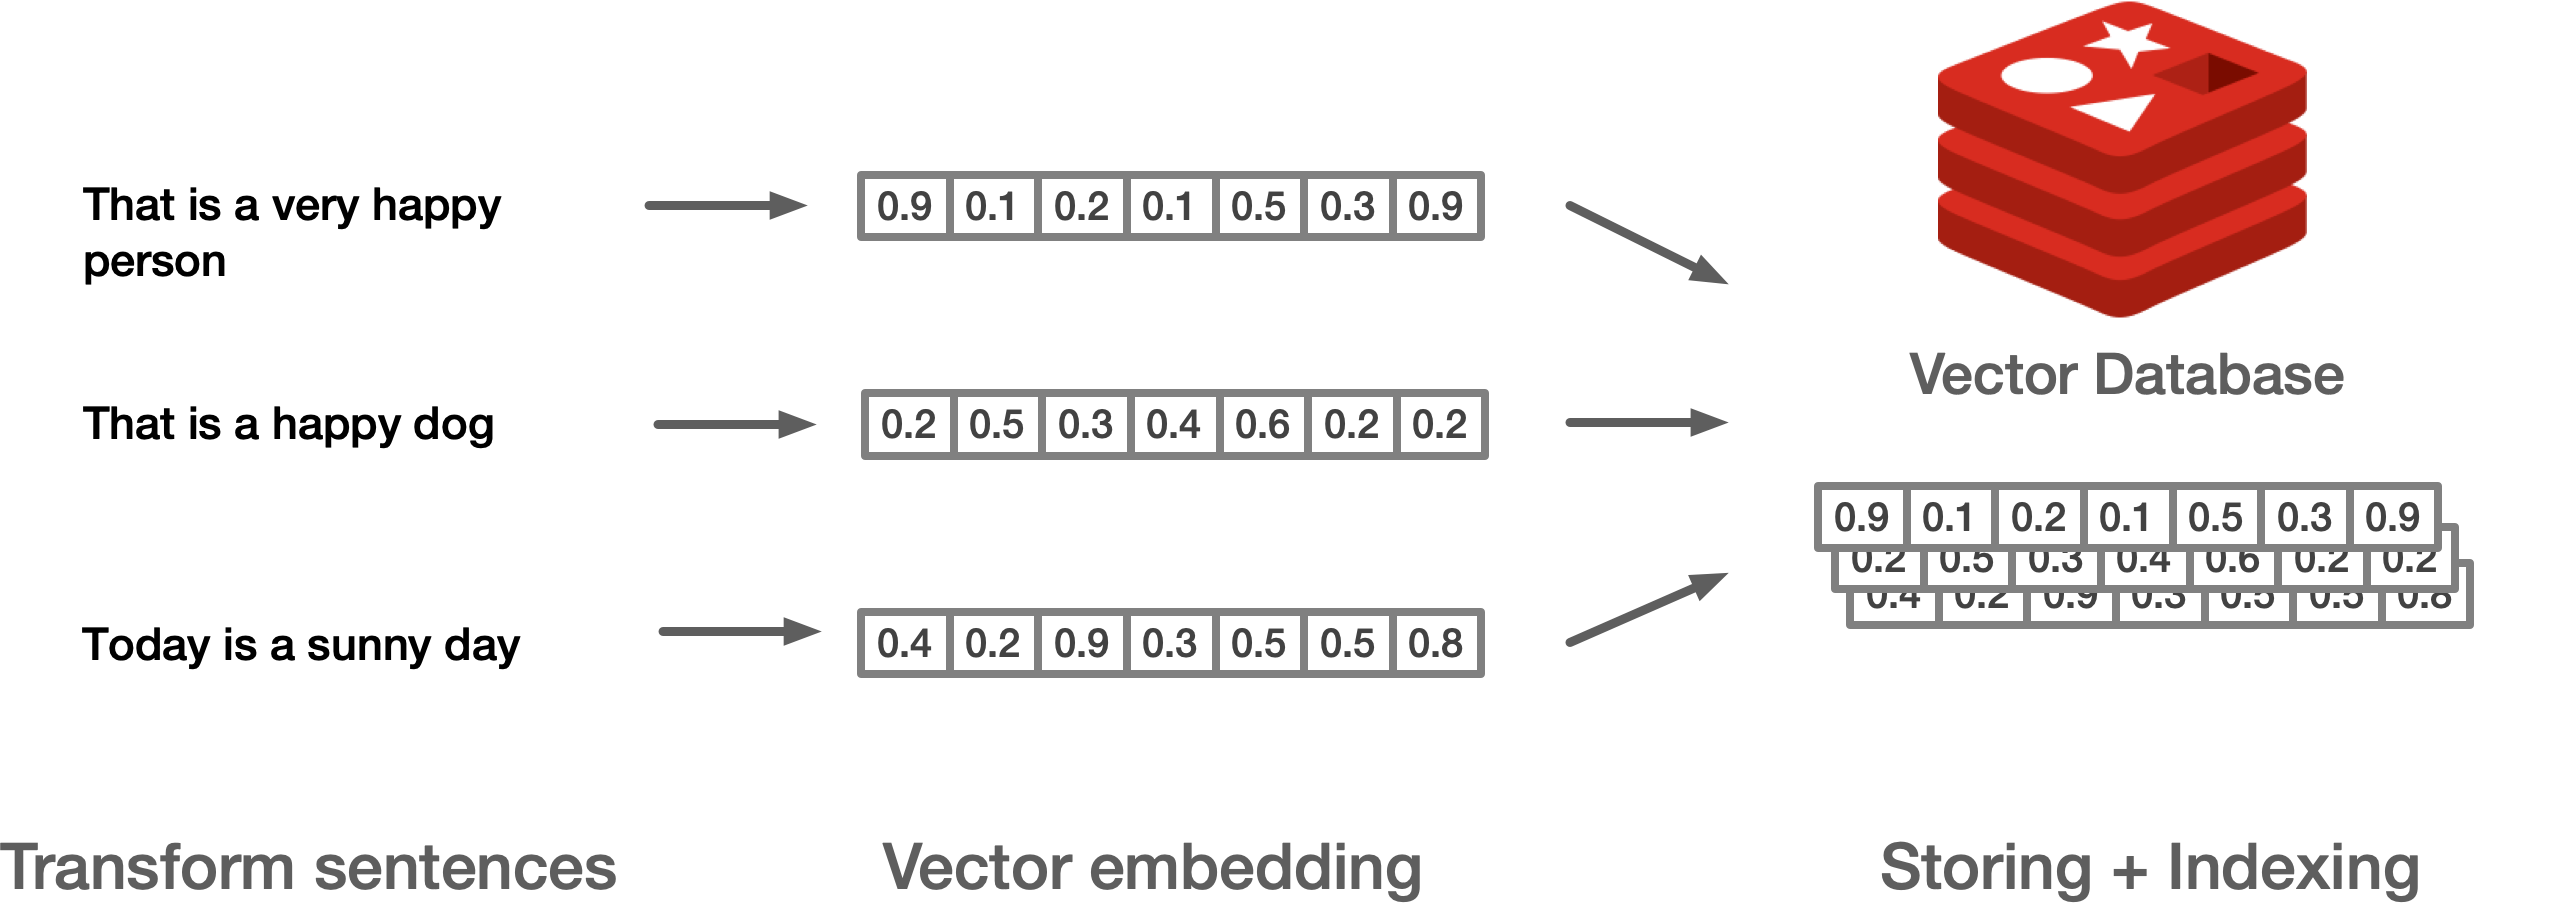 That is a very happy
person
0.9 0.1 0.2 0.1 0.5 0.3 0.9
That is a happy dog
0.2 0.5 0.3 0.4 0.6 0.2 0.2
Today is a sunny day
0.4 0.2 0.9 0.3 0.5 0.5 0.8
Vector Database
0.9 0.1 0.2 0.1 0.5 0.3 0.9
0.2 0.5 0.3 0.4 0.6 0.2 0.2
0.4 0.2 0.9 0.3 0.5 0.5 0.8
Transform sentences
Vector embedding
Storing + Indexing